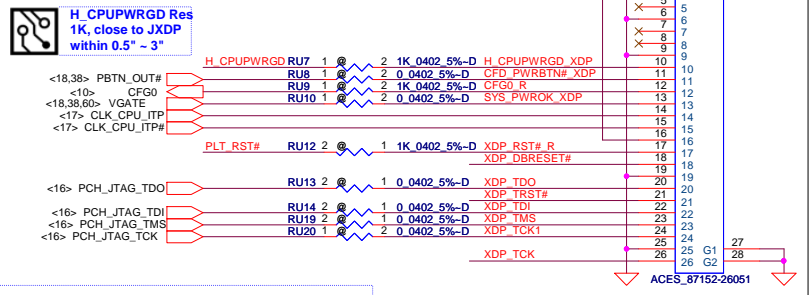 H_CPUPWRGD Res
1K, close to JXDP
within 0.5" ~ 3"
5 5
6 6
7 7
8 8
9 9
H_CPUPWRGD RU7 1 @ 2 1K_0402_5%~D H_CPUPWRGD_XDP 10 10
<18,38> PBTN_OUT# RU8 1 @ 2 0_0402_5%~D CFD_PWRBTN#_XDP 11 11
<10> CFG0 RU9 1 @ 2 1K_0402_5%~D CFG0_R 12 12
<18,38,60> VGATE RU10 1 @ 2 0_0402_5%~D SYS_PWROK_XDP 13 13
<17> CLK_CPU_ITP 14 14
<17> CLK_CPU_ITP# 15 15
16 16
PLT_RST# RU12 2 @ 1 1K_0402_5%~D XDP_RST#_R 17 17
XDP_DBRESET# 18 18
19 19
<16> PCH_JTAG_TDO RU13 2 @ 1 0_0402_5%~D XDP_TDO 20 20
XDP_TRST# 21 21
<16> PCH_JTAG_TDI RU14 2 @ 1 0_0402_5%~D XDP_TDI 22 22
<16> PCH_JTAG_TMS RU19 2 @ 1 0_0402_5%~D XDP_TMS 23 23
<16> PCH_JTAG_TCK RU20 1 @ 2 0_0402_5%~D XDP_TCK1 24 24
25 25 G1 27
XDP_TCK 26 26 G2 28
ACES_87152-26051